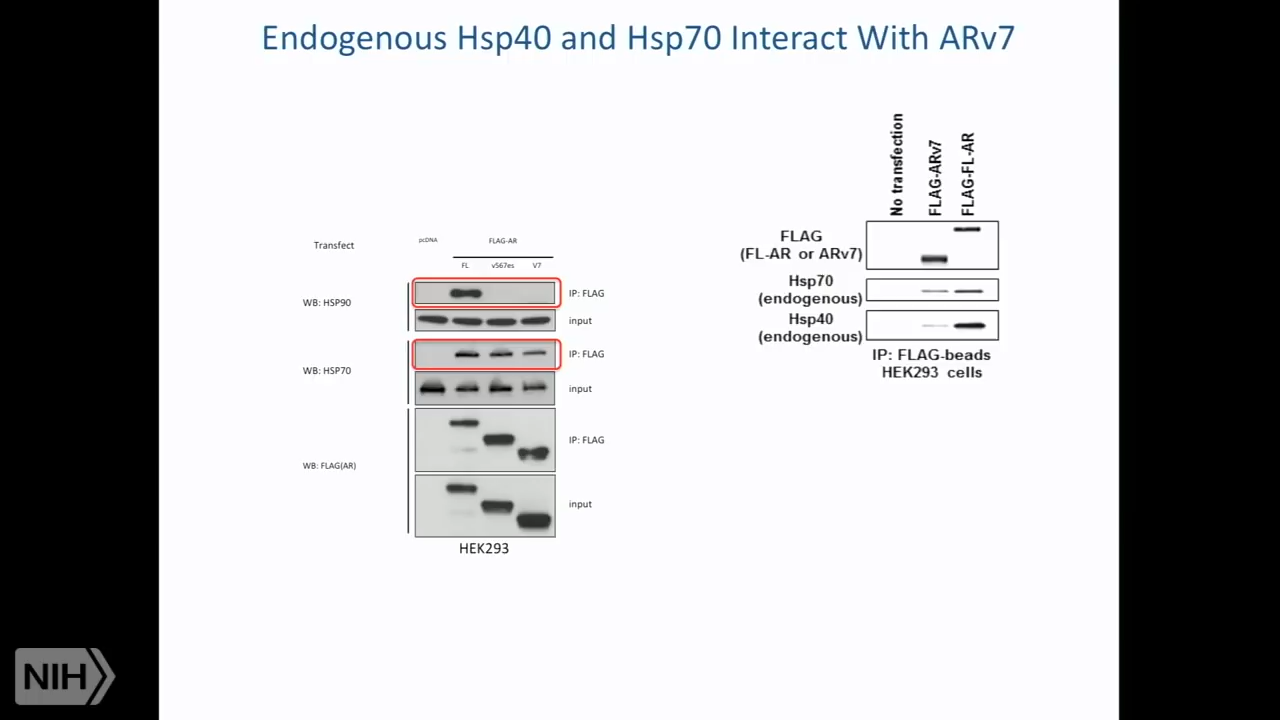 Endogenous Hsp40 and Hsp70 Interact With ARv7
Transfect
pcDNA
FLAG-AR
FL
v567es
V7
WB: HSP90
IP: FLAG
input
WB: HSP70
IP: FLAG
input
WB: FLAG(AR)
IP: FLAG
input
HEK293
No transfection
FLAG-ARv7
FLAG-FL-AR
FLAG
(FL-AR or ARv7)
Hsp70
(endogenous)
Hsp40
(endogenous)
IP: FLAG-beads
HEK293 cells
NIH